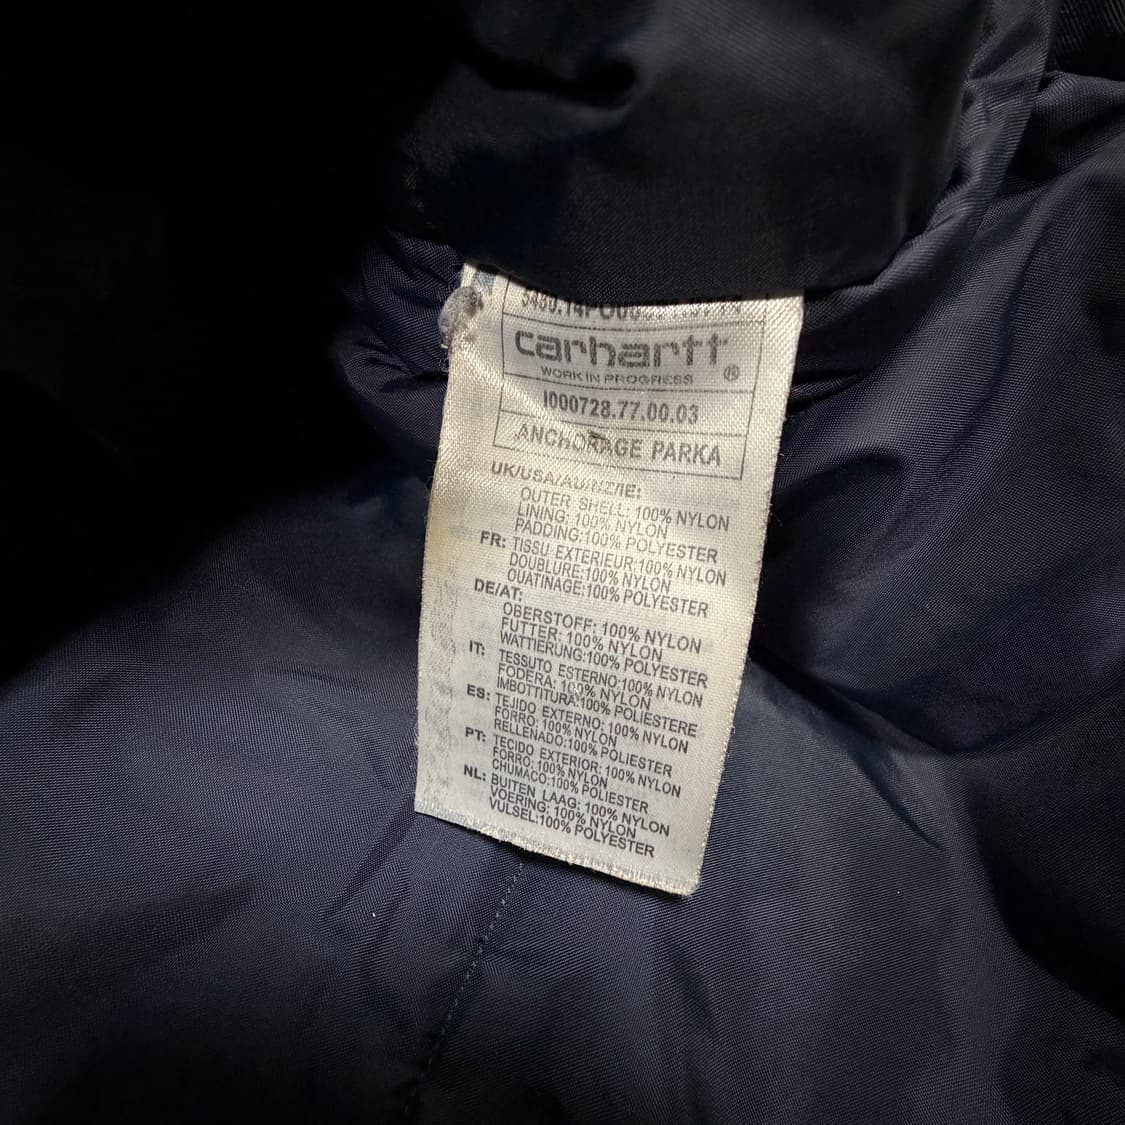 carhartt ®
WORK IN PROGRESS
I000728.77.00.03
ANCHORAGE PARKA
UK/USA/AU/NZ/IE:
OUTER SHELL: 100% NYLON
LINING: 100% NYLON
PADDING:100% POLYESTER
FR: TISSU EXTERIEUR:100% NYLON
DOUBLURE:100% NYLON
OUATINAGE:100% POLYESTER
DE/AT:
OBERSTOFF: 100% NYLON
FUTTER: 100% NYLON
WATTIERUNG:100% POLYESTER
IT: TESSUTO ESTERNO:100% NYLON
FODERA: 100% NYLON
IMBOTTITURA:100% POLIESTERE
ES: TEJIDO EXTERNO: 100% NYLON
FORRO: 100% NYLON
RELLENADO:100% POLIESTER
PT: TECIDO EXTERIOR: 100% NYLON
FORRO: 100% NYLON
CHUMACO:100% POLIESTER
NL: BUITEN LAAG: 100% NYLON
VOERING: 100% NYLON
VULSEL:100% POLYESTER